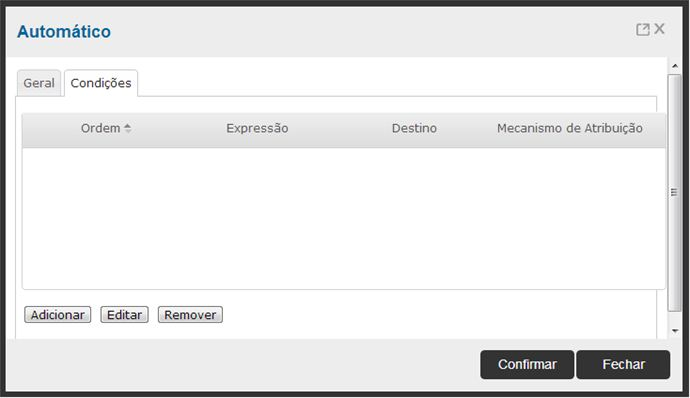 Automático
Geral Condições
Ordem Expressão Destino Mecanismo de Atribuição
Adicionar Editar Remover
Confirmar Fechar